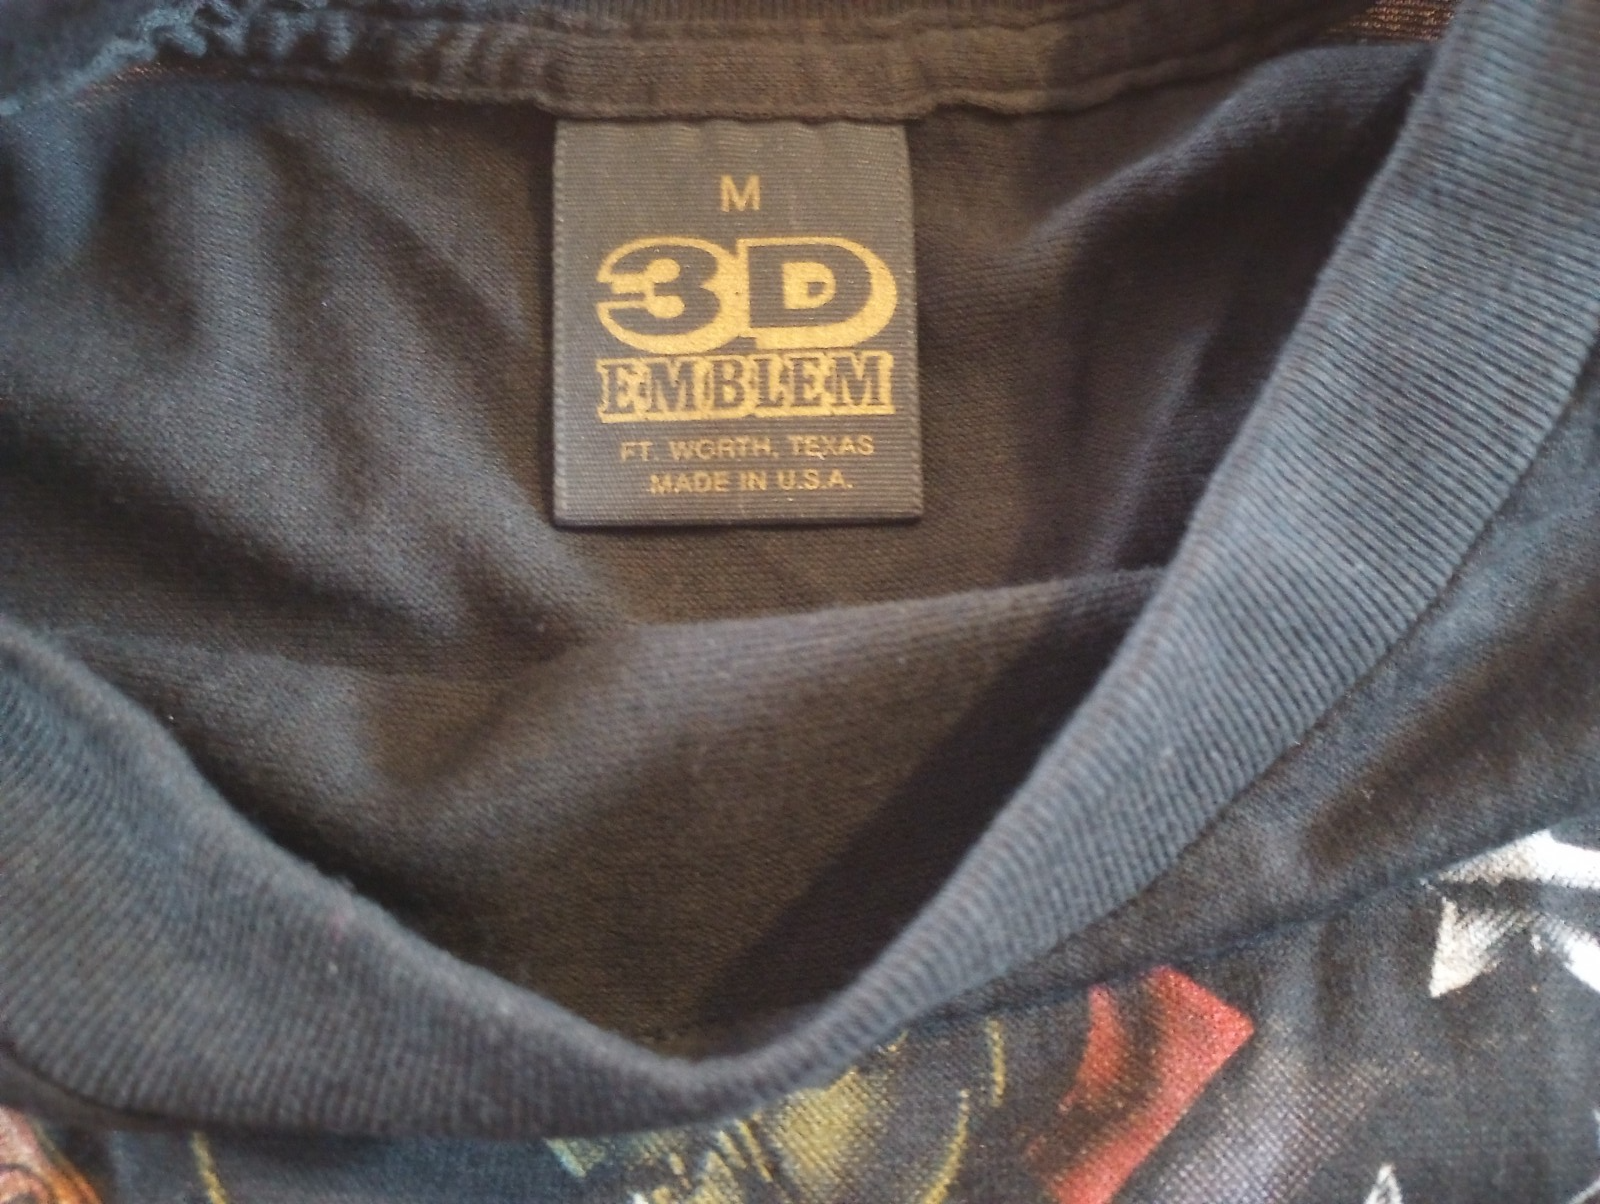 M
3D
EMBLEM
FT. WORTH, TEXAS
MADE IN U.S.A.